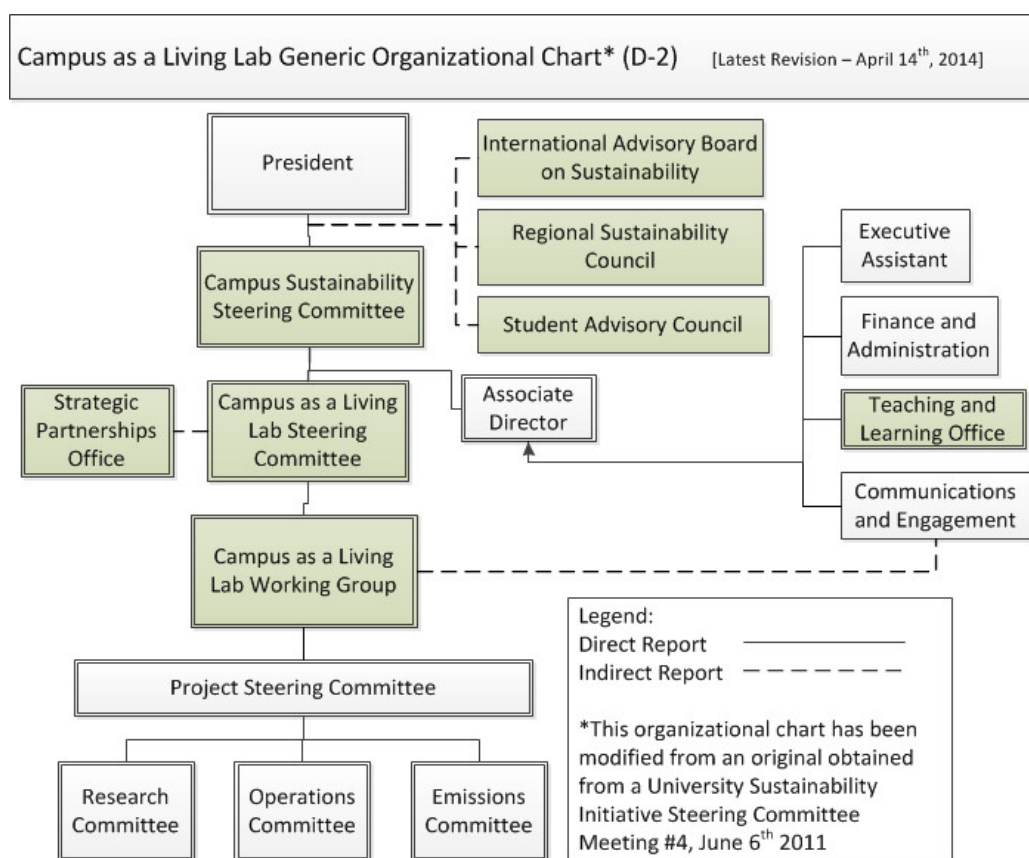 Campus as a Living Lab Generic Organizational Chart* (D-2) [Latest Revision – April 14th, 2014]
President
International Advisory Board
on Sustainability
Regional Sustainability
Council
Student Advisory Council
Executive
Assistant
Finance and
Administration
Teaching and
Learning Office
Communications
and Engagement
Campus Sustainability
Steering Committee
Strategic
Partnerships
Office
Campus as a Living
Lab Steering
Committee
Associate
Director
Campus as a Living
Lab Working Group
Project Steering Committee
Research
Committee
Operations
Committee
Emissions
Committee
Legend:
Direct Report
Indirect Report
*This organizational chart has been
modified from an original obtained
from a University Sustainability
Initiative Steering Committee
Meeting #4, June 6th 2011